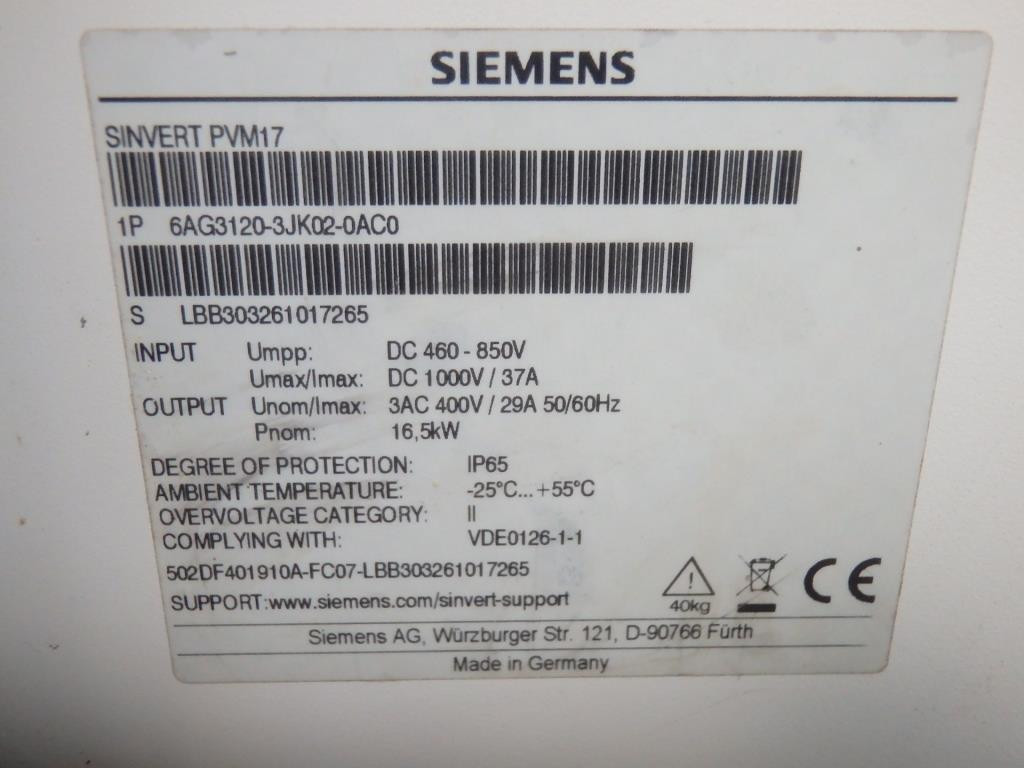 SIEMENS
SINVERT PVM17
1P 6AG3120-3JK02-0AC0
S LBB303261017265
INPUT Umpp: DC 460 - 850V
Umax/Imax: DC 1000V / 37A
OUTPUT Unom/Imax: 3AC 400V / 29A 50/60Hz
Pnom: 16,5kW
DEGREE OF PROTECTION: IP65
AMBIENT TEMPERATURE: -25°C...+55°C
OVERVOLTAGE CATEGORY: II
COMPLYING WITH: VDE0126-1-1
502DF401910A-FC07-LBB303261017265
SUPPORT:www.siemens.com/sinvert-support
! 40kg CE
Siemens AG, Würzburger Str. 121, D-90766 Fürth
Made in Germany